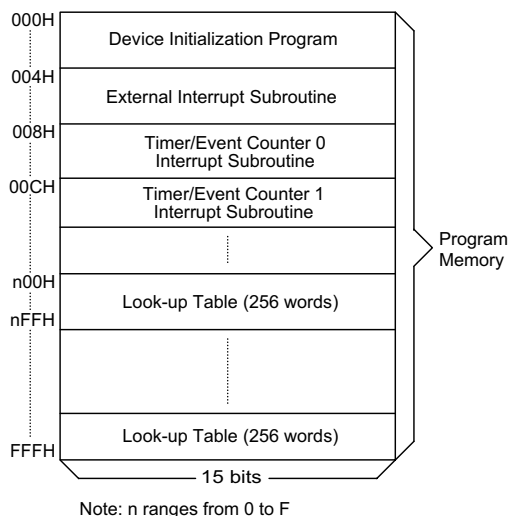 000H
Device Initialization Program
004H
External Interrupt Subroutine
008H
Timer/Event Counter 0
Interrupt Subroutine
00CH
Timer/Event Counter 1
Interrupt Subroutine
Program
Memory
n00H
Look-up Table (256 words)
nFFH
Look-up Table (256 words)
FFFH
15 bits
Note: n ranges from 0 to F